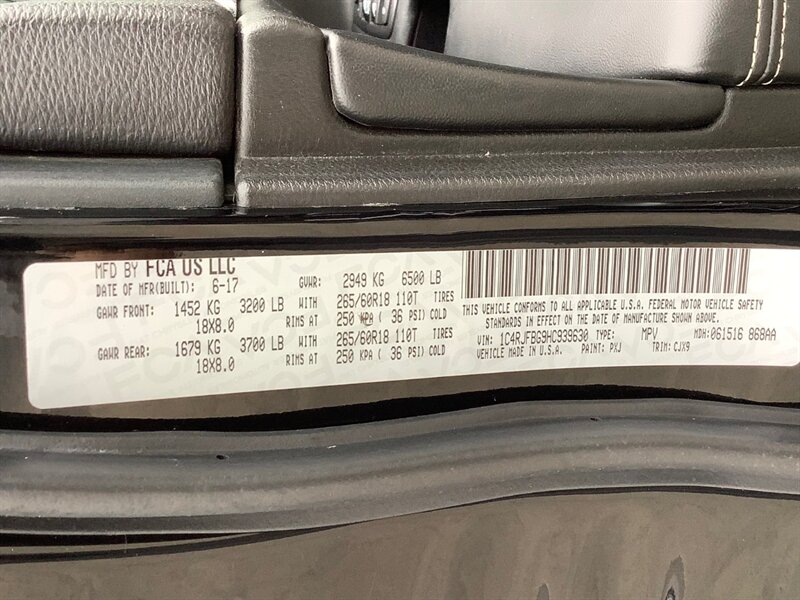 MFD BY FCA US LLC
DATE OF MFR(BUILT): 6-17
GVWR: 2949 KG 6500 LB
GAWR FRONT: 1452 KG 3200 LB WITH 265/60R18 110T TIRES
18X8.0 RIMS AT 250 KPA ( 36 PSI) COLD
GAWR REAR: 1679 KG 3700 LB WITH 265/60R18 110T TIRES
18X8.0 RIMS AT 250 KPA ( 36 PSI) COLD
THIS VEHICLE CONFORMS TO ALL APPLICABLE U.S.A. FEDERAL MOTOR VEHICLE SAFETY
STANDARDS IN EFFECT ON THE DATE OF MANUFACTURE SHOWN ABOVE.
VIN: 1C4RJFBG9HC939630 TYPE: MPV MDH: 061516 868AA
VEHICLE MADE IN U.S.A. PAINT: PXJ TRIM: CJX9